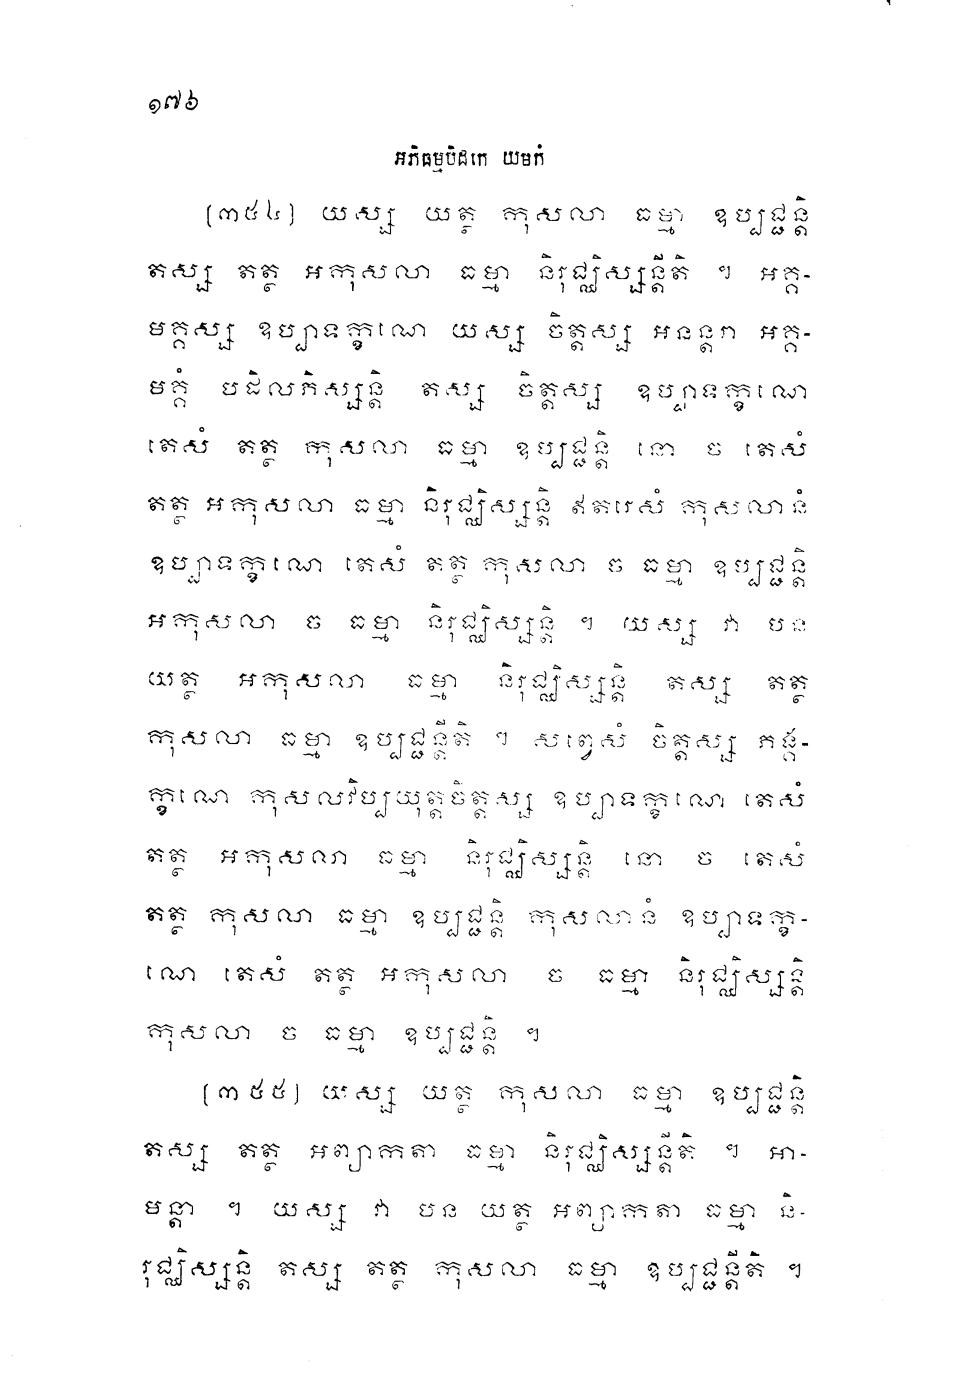 ១៧៦
អភិធម្មបិដកេ យមកំ
(៣៥៤) យស្ស យត្ថ កុសលា ធម្មា ឧប្បជ្ជន្តិ
តស្ស តត្ថ អកុសលា ធម្មា និរុជ្ឈិស្សន្តីតិ ។ អគ្គ-
មគ្គស្ស ឧប្បាទក្ខណេ យស្ស ចិត្តស្ស អនន្តរា អគ្គ-
មគ្គំ បដិលភិស្សន្តិ តស្ស ចិត្តស្ស ឧប្បាទក្ខណេ
តេសំ តត្ថ កុសលា ធម្មា ឧប្បជ្ជន្តិ នោ ច តេសំ
តត្ថ អកុសលា ធម្មា និរុជ្ឈិស្សន្តិ ឥតរេសំ កុសលានំ
ឧប្បាទក្ខណេ តេសំ តត្ថ កុសលា ច ធម្មា ឧប្បជ្ជន្តិ
អកុសលា ច ធម្មា និរុជ្ឈិស្សន្តិ ។ យស្ស វា បន
យត្ថ អកុសលា ធម្មា និរុជ្ឈិស្សន្តិ តស្ស តត្ថ
កុសលា ធម្មា ឧប្បជ្ជន្តីតិ ។ សព្វេសំ ចិត្តស្ស ភង្គ-
ក្ខណេ កុសលវិប្បយុត្តចិត្តស្ស ឧប្បាទក្ខណេ តេសំ
តត្ថ អកុសលា ធម្មា និរុជ្ឈិស្សន្តិ នោ ច តេសំ
តត្ថ កុសលា ធម្មា ឧប្បជ្ជន្តិ កុសលានំ ឧប្បាទក្ខ-
ណេ តេសំ តត្ថ អកុសលា ច ធម្មា និរុជ្ឈិស្សន្តិ
កុសលា ច ធម្មា ឧប្បជ្ជន្តិ ។
(៣៥៥) យស្ស យត្ថ កុសលា ធម្មា ឧប្បជ្ជន្តិ
តស្ស តត្ថ អព្យាកតា ធម្មា និរុជ្ឈិស្សន្តីតិ ។ អា-
មន្តា ។ យស្ស វា បន យត្ថ អព្យាកតា ធម្មា និ-
រុជ្ឈិស្សន្តិ តស្ស តត្ថ កុសលា ធម្មា ឧប្បជ្ជន្តីតិ ។